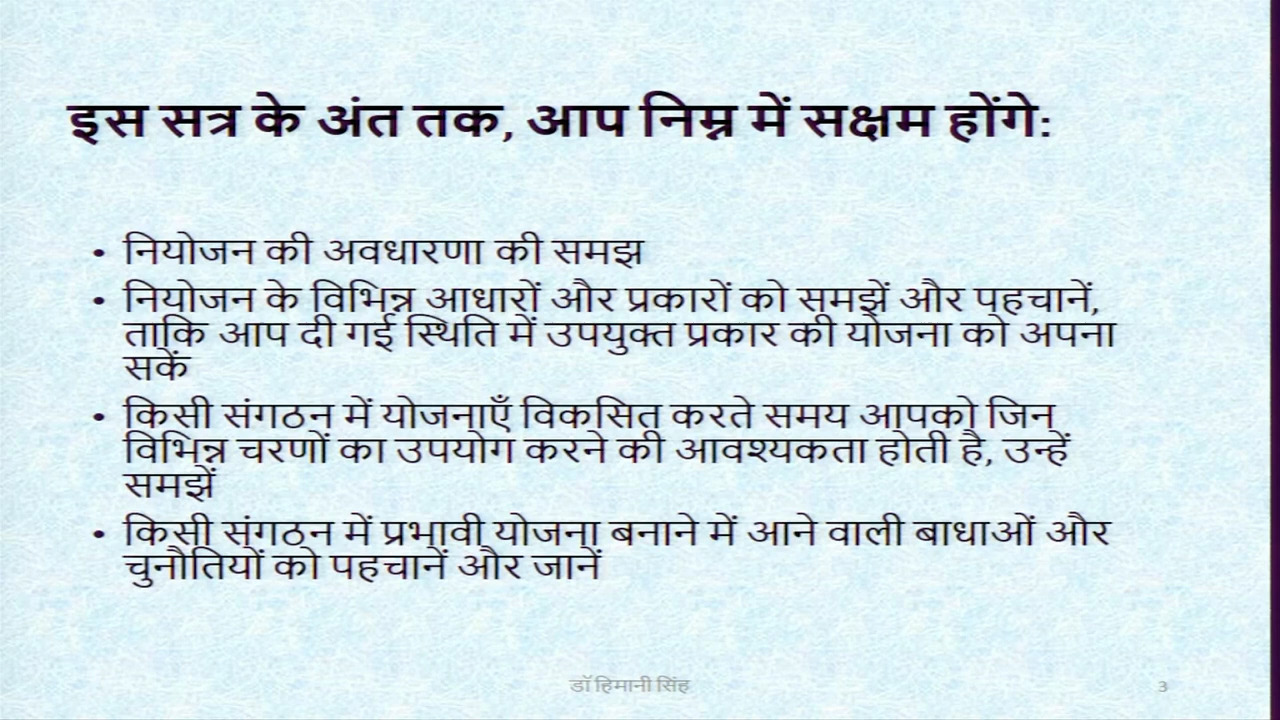 इस सत्र के अंत तक, आप निम्न में सक्षम होंगे:
• नियोजन की अवधारणा की समझ
• नियोजन के विभिन्न आधारों और प्रकारों को समझें और पहचानें,
ताकि आप दी गई स्थिति में उपयुक्त प्रकार की योजना को अपना
सकें
• किसी संगठन में योजनाएँ विकसित करते समय आपको जिन
विभिन्न चरणों का उपयोग करने की आवश्यकता होती है, उन्हें
समझें
• किसी संगठन में प्रभावी योजना बनाने में आने वाली बाधाओं और
चुनौतियों को पहचानें और जानें
डॉ हिमानी सिंह
3